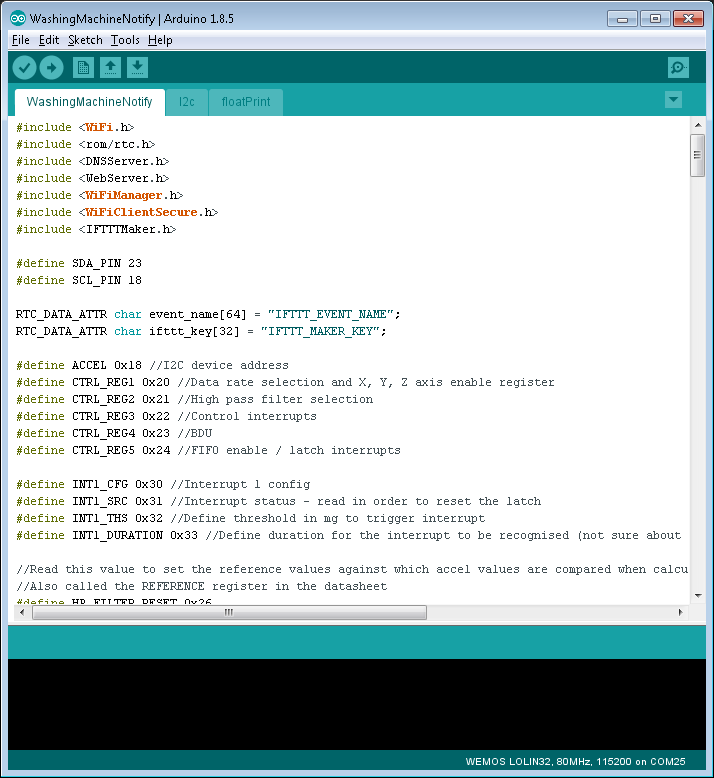 WashingMachineNotify | Arduino 1.8.5
File Edit Sketch Tools Help
WashingMachineNotify I2c floatPrint
#include <WiFi.h>
#include <rom/rtc.h>
#include <DNSServer.h>
#include <WebServer.h>
#include <WiFiManager.h>
#include <WiFiClientSecure.h>
#include <IFTTTMaker.h>
#define SDA_PIN 23
#define SCL_PIN 18
RTC_DATA_ATTR char event_name[64] = "IFTTT_EVENT_NAME";
RTC_DATA_ATTR char ifttt_key[32] = "IFTTT_MAKER_KEY";
#define ACCEL 0x18 //I2C device address
#define CTRL_REG1 0x20 //Data rate selection and X, Y, Z axis enable register
#define CTRL_REG2 0x21 //High pass filter selection
#define CTRL_REG3 0x22 //Control interrupts
#define CTRL_REG4 0x23 //BDU
#define CTRL_REG5 0x24 //FIFO enable / latch interrupts
#define INT1_CFG 0x30 //Interrupt 1 config
#define INT1_SRC 0x31 //Interrupt status - read in order to reset the latch
#define INT1_THS 0x32 //Define threshold in mg to trigger interrupt
#define INT1_DURATION 0x33 //Define duration for the interrupt to be recognised (not sure about
//Read this value to set the reference values against which accel values are compared when calcu
//Also called the REFERENCE register in the datasheet
#define HP_FILTER_RESET 0x26
WEMOS LOLIN32, 80MHz, 115200 on COM25